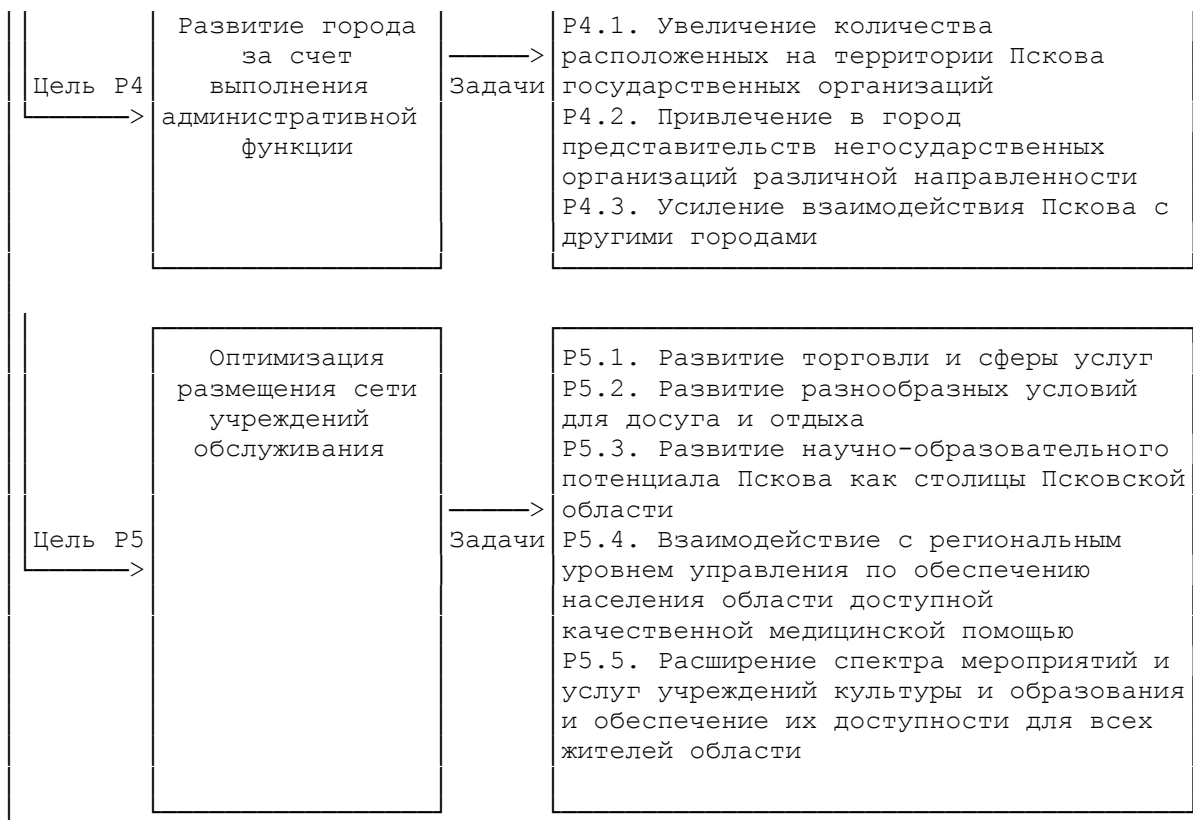 Развитие города
за счет
Цель Р4
выполнения
административной
функции
Задачи
Р4.1. Увеличение количества
расположенных на территории Пскова
государственных организаций
Р4.2. Привлечение в город
представительств негосударственных
организаций различной направленности
Р4.3. Усиление взаимодействия Пскова с
другими городами
Цель Р5
Оптимизация
размещения сети
учреждений
обслуживания
Задачи
Р5.1. Развитие торговли и сферы услуг
Р5.2. Развитие разнообразных условий
для досуга и отдыха
Р5.3. Развитие научно-образовательного
потенциала Пскова как столицы Псковской
области
Р5.4. Взаимодействие с региональным
уровнем управления по обеспечению
населения области доступной
качественной медицинской помощью
Р5.5. Расширение спектра мероприятий и
услуг учреждений культуры и образования
и обеспечение их доступности для всех
жителей области